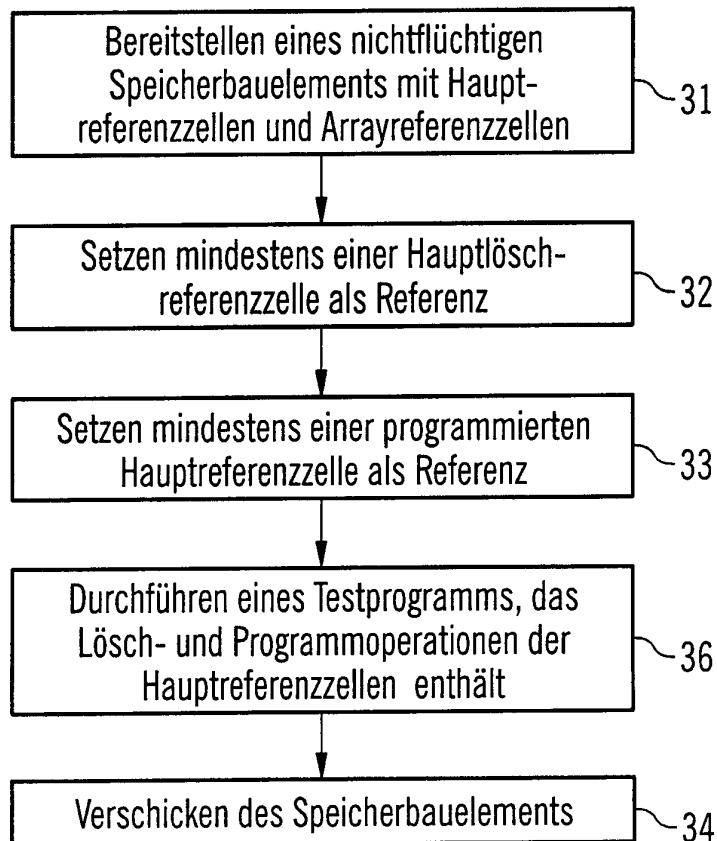 Bereitstellen eines nichtflüchtigen
Speicherbauelements mit Haupt-
referenzzellen und Arrayreferenzzellen
31
Setzen mindestens einer Hauptlösch-
referenzzelle als Referenz
32
Setzen mindestens einer programmierten
Hauptreferenzzelle als Referenz
33
Durchführen eines Testprogramms, das
Lösch- und Programmoperationen der
Hauptreferenzzellen enthält
36
Verschicken des Speicherbauelements
34